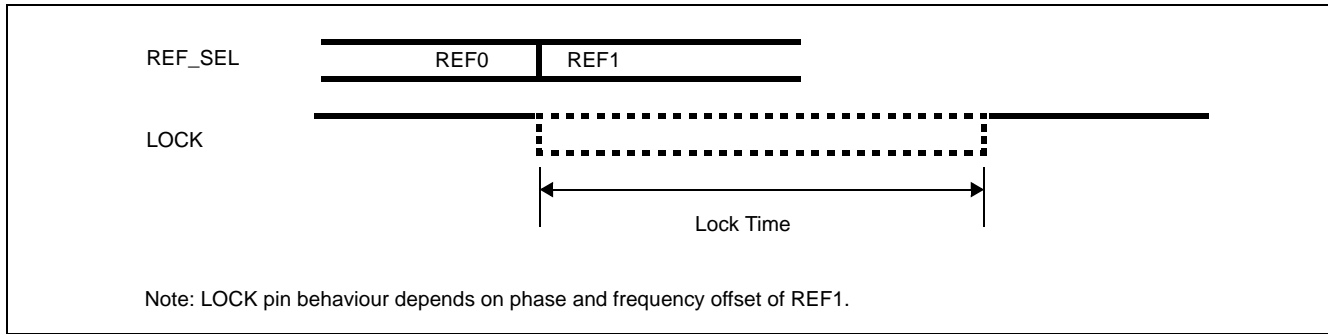 REF_SEL REF0 REF1
LOCK
Lock Time
Note: LOCK pin behaviour depends on phase and frequency offset of REF1.